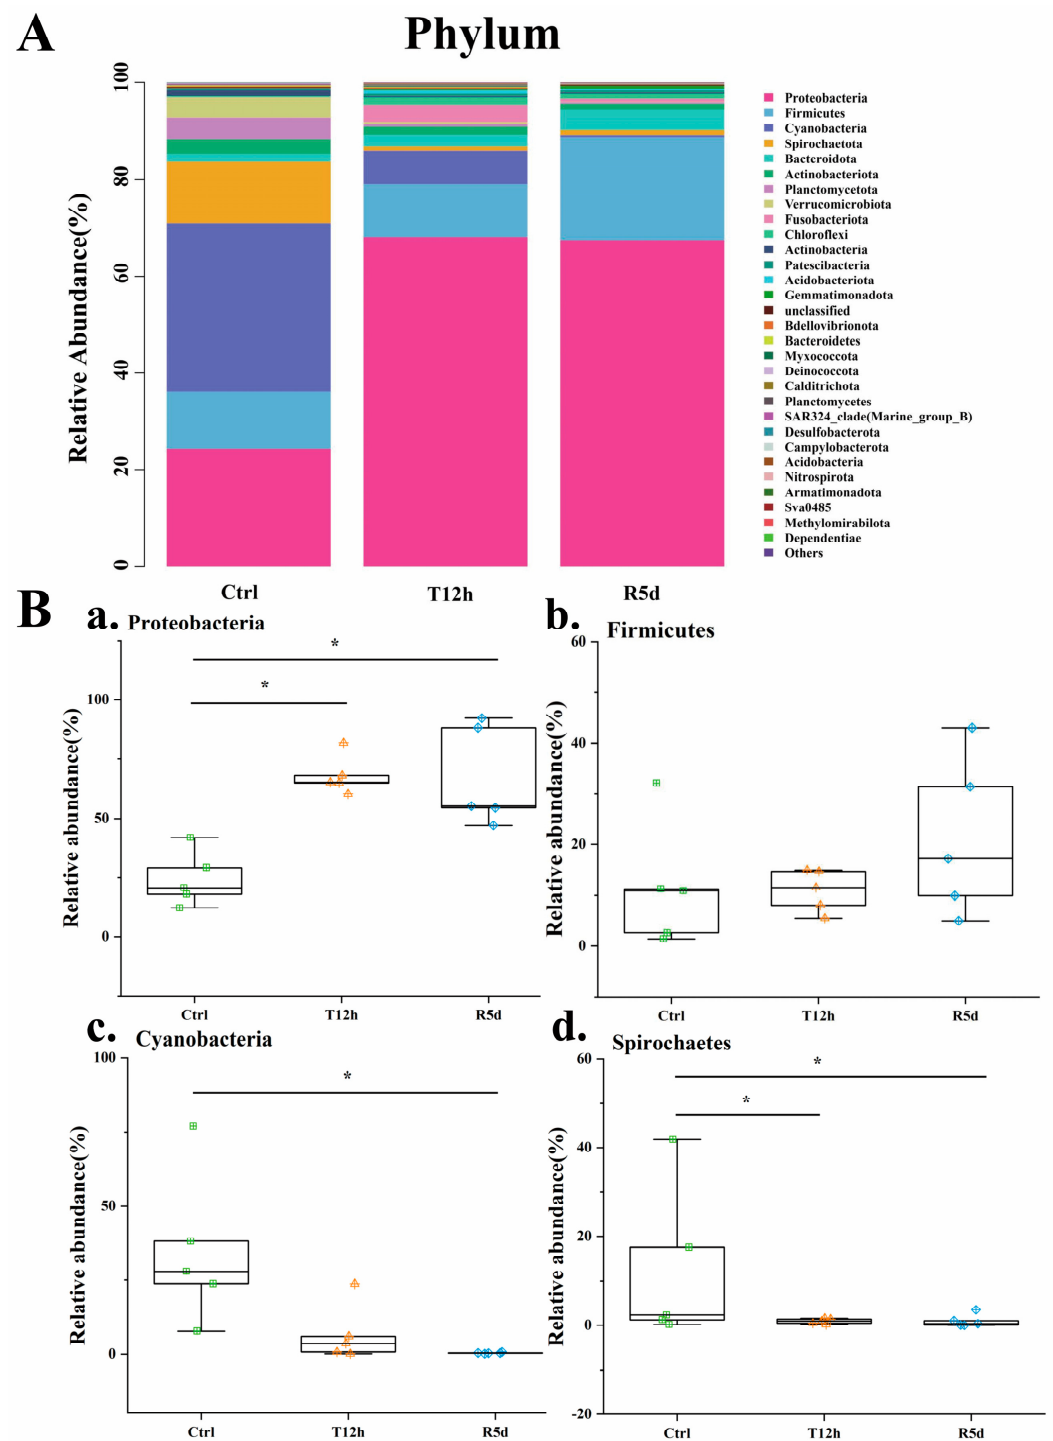 A
Phylum
Relative Abundance(%)
100
80
60
40
20
0
Ctrl
T12h
R5d
Proteobacteria
Firmicutes
Cyanobacteria
Spirochaetota
Bacteroidota
Actinobacteriota
Planctomycetota
Verrucomicrobiota
Fusobacteriota
Chloroflexi
Actinobacteria
Patescibacteria
Acidobacteriota
Gemmatimonadota
unclassified
Bdellovibrionota
Bacteroidetes
Myxococcota
Deinococcota
Calditrichota
Planctomycetes
SAR324_clade(Marine_group_B)
Desulfobacterota
Campylobacterota
Acidobacteria
Nitrospirota
Armatimonadota
Sva0485
Methylomirabilota
Dependentiae
Others
B
a.
Proteobacteria
Relative abundance(%)
100
50
0
*
*
Ctrl
T12h
R5d
b.
Firmicutes
Relative abundance(%)
60
40
20
0
Ctrl
T12h
R5d
c.
Cyanobacteria
Relative abundance(%)
100
50
0
*
Ctrl
T12h
R5d
d.
Spirochaetes
Relative abundance(%)
60
40
20
0
-20
*
*
Ctrl
T12h
R5d